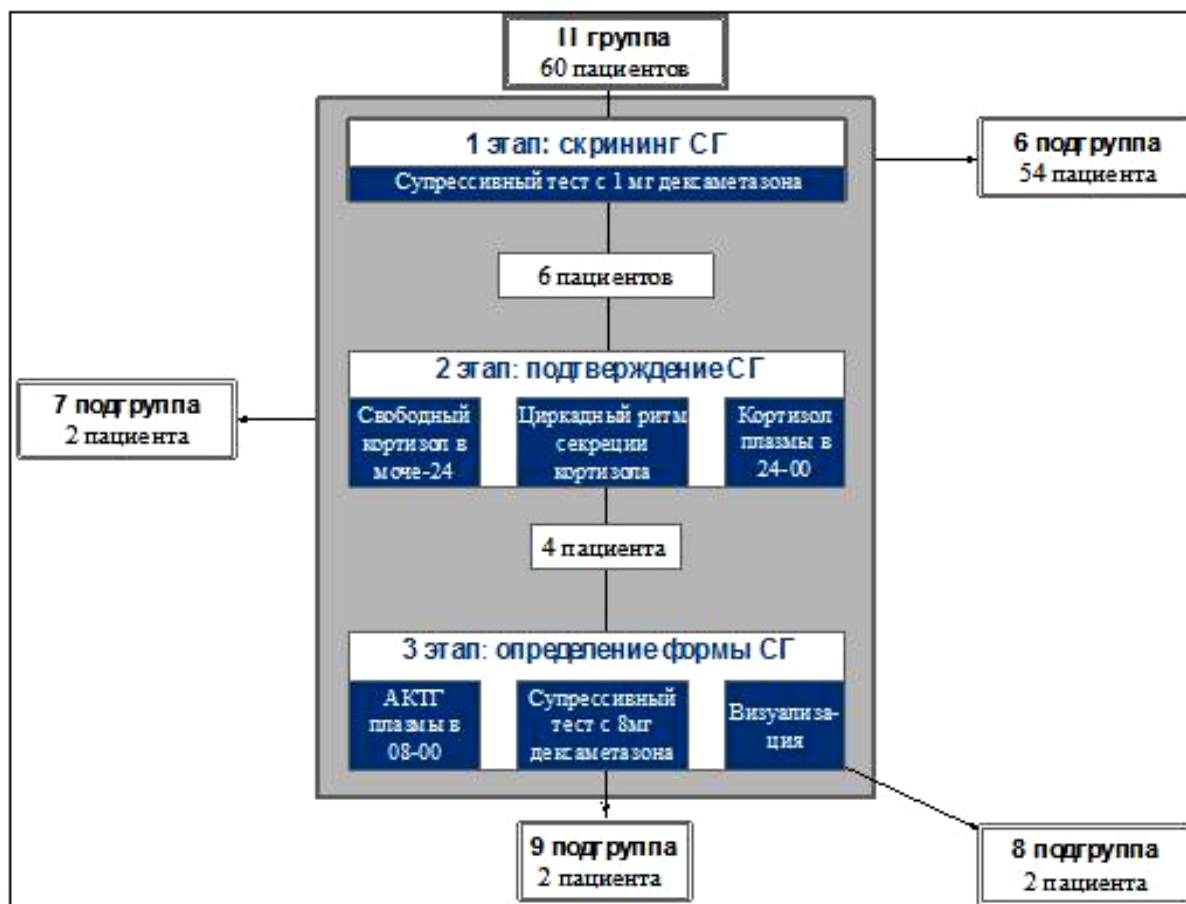 II группа
60 пациентов
1 этап: скрининг СГ
Супрессивный тест с 1 мг дексаметазона
6 подгруппа
54 пациента
6 пациентов
2 этап: подтверждение СГ
Свободный
кортизол в
моче-24
Циркадный ритм
секреции
кортизола
Кортизол
плазмы в
24-00
7 подгруппа
2 пациента
4 пациента
3 этап: определение формы СГ
АКТГ
плазмы в
08-00
Супрессивный
тест с 8мг
дексаметазона
Визуализа-
ция
9 подгруппа
2 пациента
8 подгруппа
2 пациента